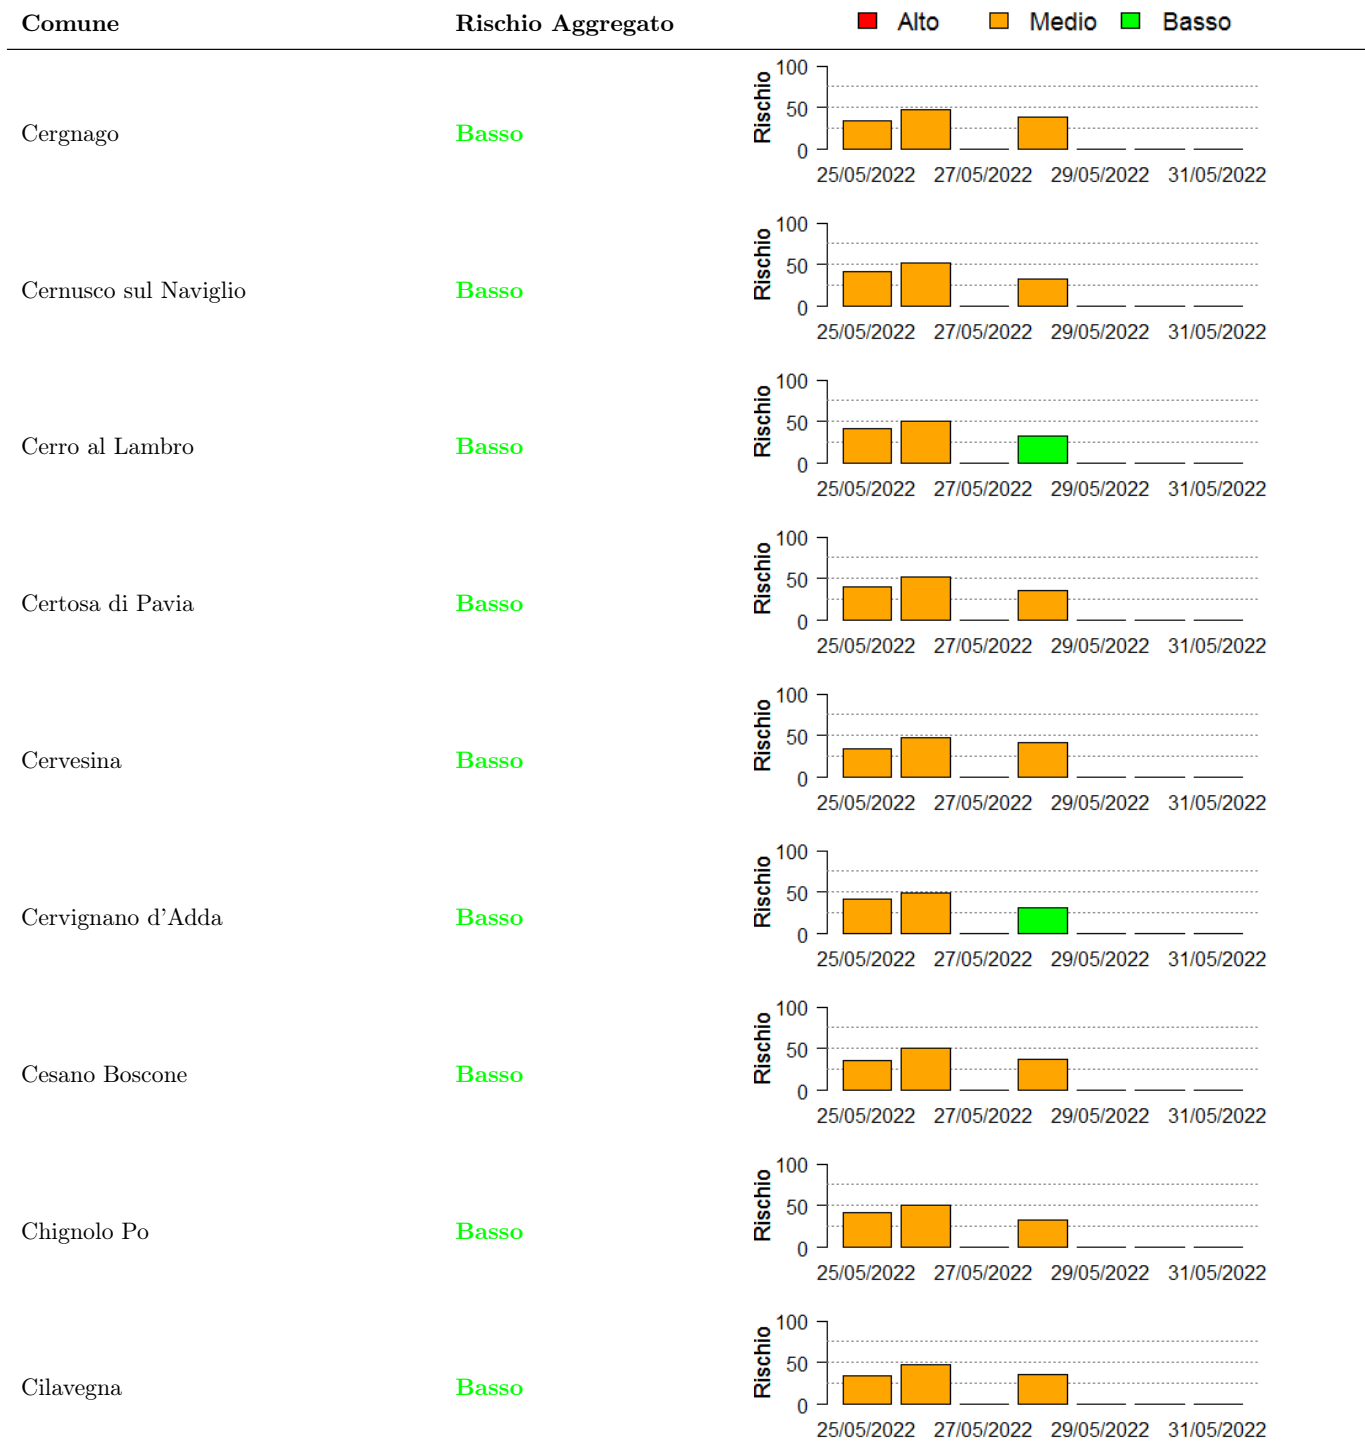 Comune Rischio Aggregato Alto Medio Basso
100
50
0
Rischio
Cergnago Basso
25/05/2022 27/05/2022 29/05/2022 31/05/2022
100
50
0
Rischio
Cernusco sul Naviglio Basso
25/05/2022 27/05/2022 29/05/2022 31/05/2022
100
50
0
Rischio
Cerro al Lambro Basso
25/05/2022 27/05/2022 29/05/2022 31/05/2022
100
50
0
Rischio
Certosa di Pavia Basso
25/05/2022 27/05/2022 29/05/2022 31/05/2022
100
50
0
Rischio
Cervesina Basso
25/05/2022 27/05/2022 29/05/2022 31/05/2022
100
50
0
Rischio
Cervignano d'Adda Basso
25/05/2022 27/05/2022 29/05/2022 31/05/2022
100
50
0
Rischio
Cesano Boscone Basso
25/05/2022 27/05/2022 29/05/2022 31/05/2022
100
50
0
Rischio
Chignolo Po Basso
25/05/2022 27/05/2022 29/05/2022 31/05/2022
100
50
0
Rischio
Cilavegna Basso
25/05/2022 27/05/2022 29/05/2022 31/05/2022